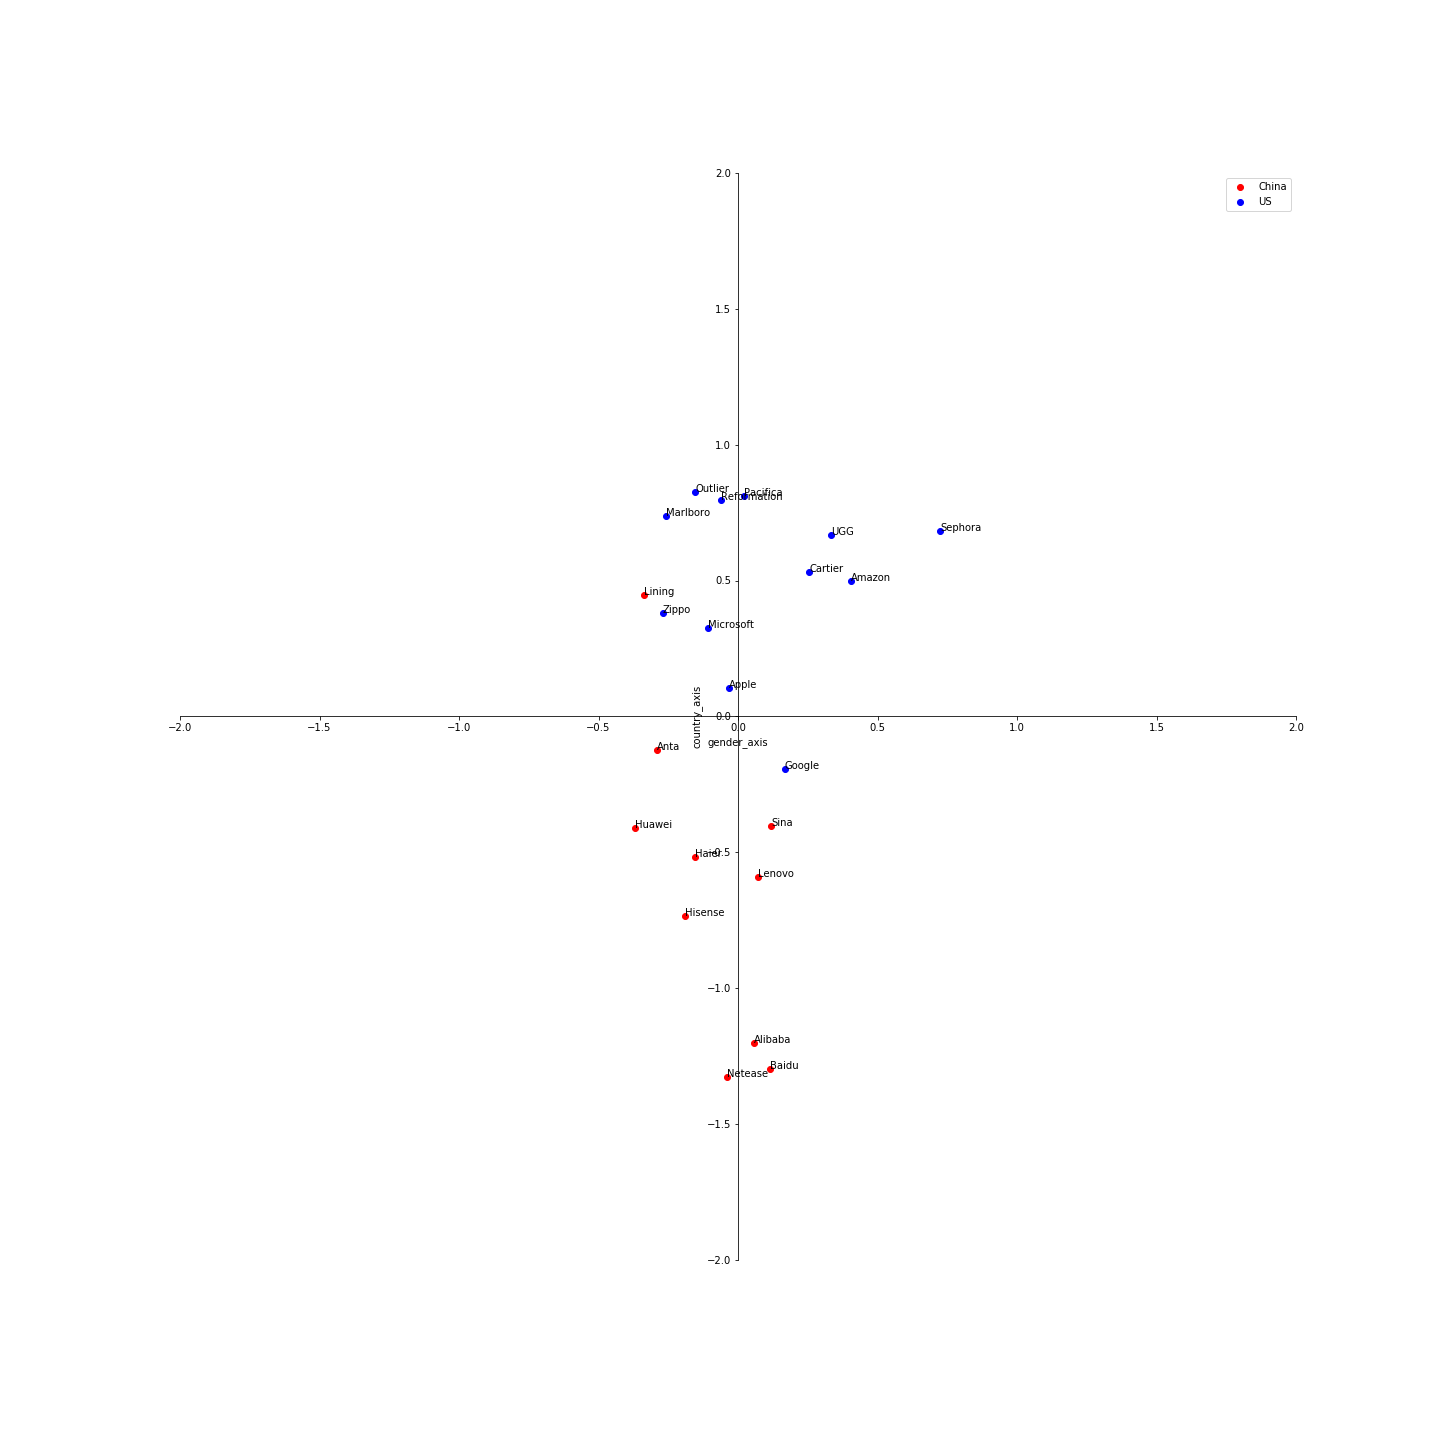 2.0
China
US
1.5
1.0
Outlier
Pacifica
Reformation
Marlboro
Sephora
UGG
Cartier
Amazon
0.5
Lining
Zippo
Microsoft
Apple
country_axis
0.0
−2.0 −1.5 −1.0 −0.5 0.0 0.5 1.0 1.5 2.0
gender_axis
Anta
Google
Huawei
Sina
−0.5
Haier
Lenovo
Hisense
−1.0
Alibaba
Baidu
Netease
−1.5
−2.0